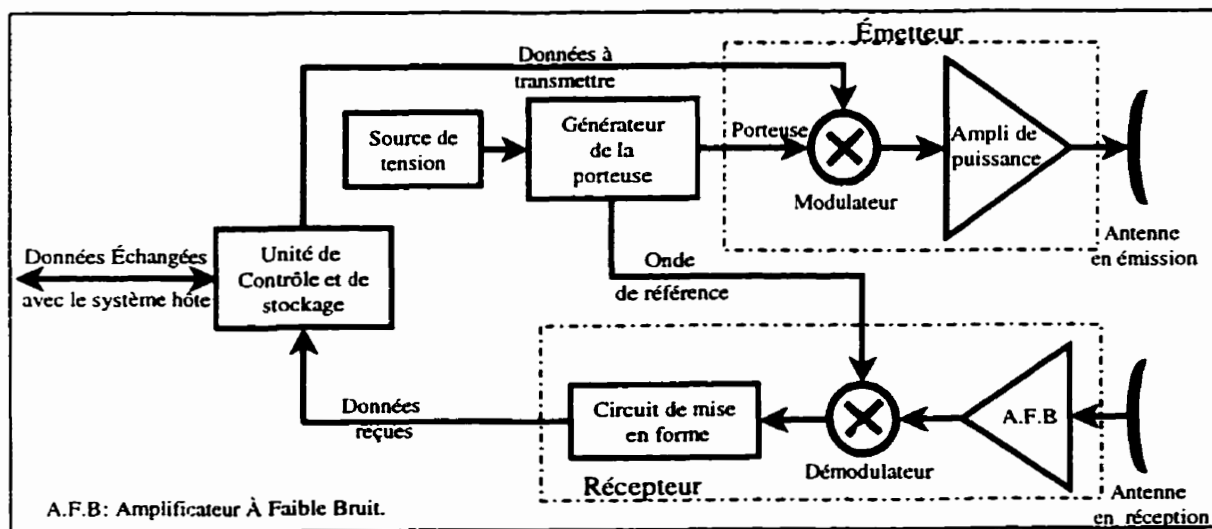 Émetteur
Données à
transmettre
Source de
tension
Générateur
de la
porteuse
Porteuse
Modulateur
Ampli de
puissance
Antenne
en émission
Données Échangées
avec le système hôte
Unité de
Contrôle et de
stockage
Onde
de référence
Données
reçues
Circuit de mise
en forme
Démodulateur
A.F.B
Récepteur
Antenne
en réception
A.F.B: Amplificateur À Faible Bruit.